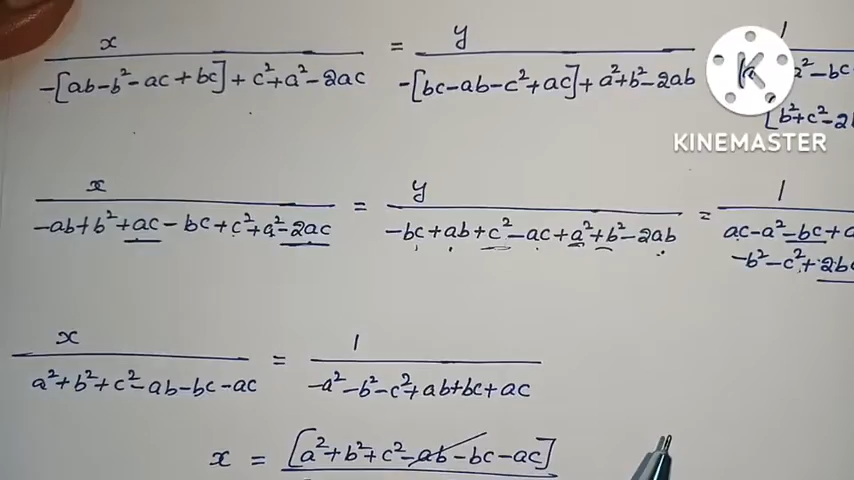 x / -[ab-b²-ac+bc]+c²+a²-2ac = y / -[bc-ab-c²+ac]+a²+b²-2ab
KINEMASTER
x / -ab+b²+ac-bc+c²+a²-2ac = y / -bc+ab+c²-ac+a²+b²-2ab = 1 / ac-a²-bc+
-b²-c²+2bc
x / a²+b²+c²-ab-bc-ac = 1 / -a²-b²-c²+ab+bc+ac
x = [a²+b²+c²-ab-bc-ac]